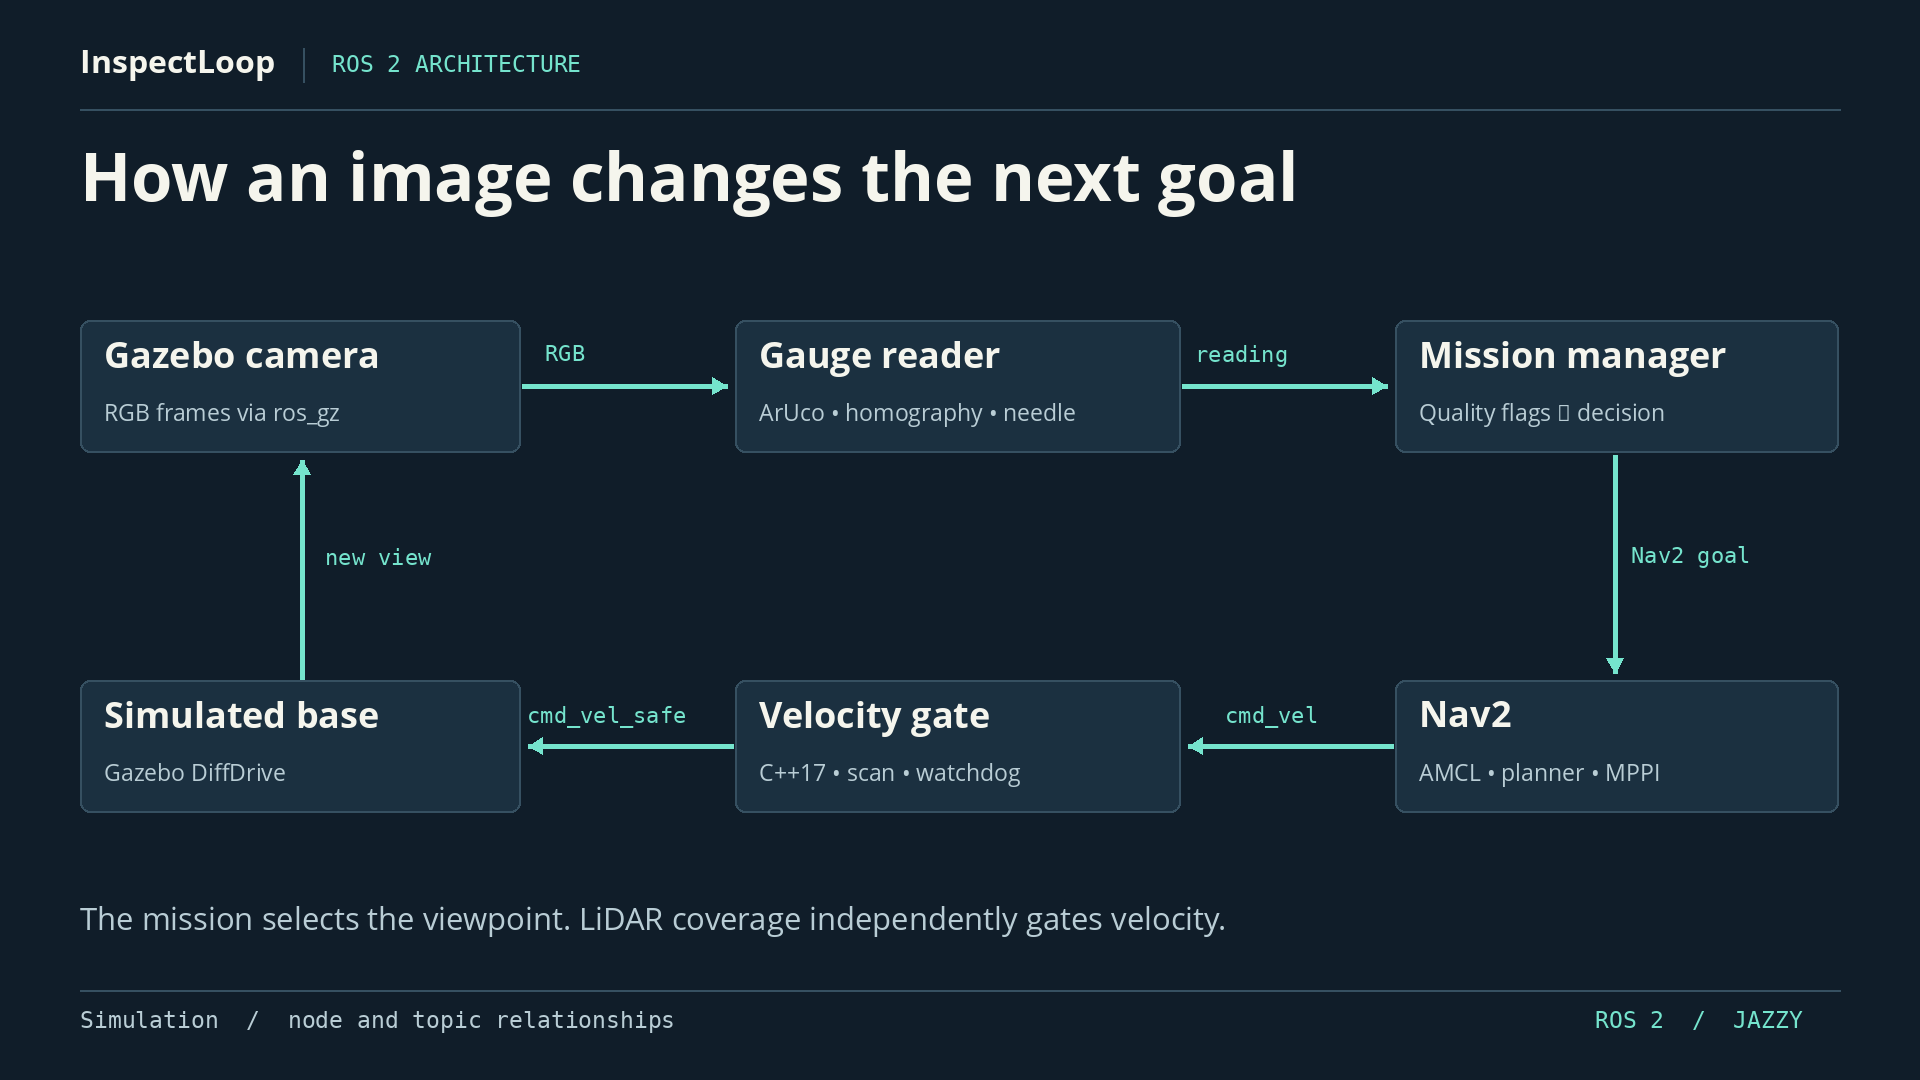 InspectLoop
ROS 2 ARCHITECTURE
How an image changes the next goal
Gazebo camera
RGB frames via ros_gz
RGB
Gauge reader
ArUco • homography • needle
reading
Mission manager
Quality flags ▯ decision
new view
Nav2 goal
Simulated base
Gazebo DiffDrive
cmd_vel_safe
Velocity gate
C++17 • scan • watchdog
cmd_vel
Nav2
AMCL • planner • MPPI
The mission selects the viewpoint. LiDAR coverage independently gates velocity.
Simulation / node and topic relationships
ROS 2 / JAZZY